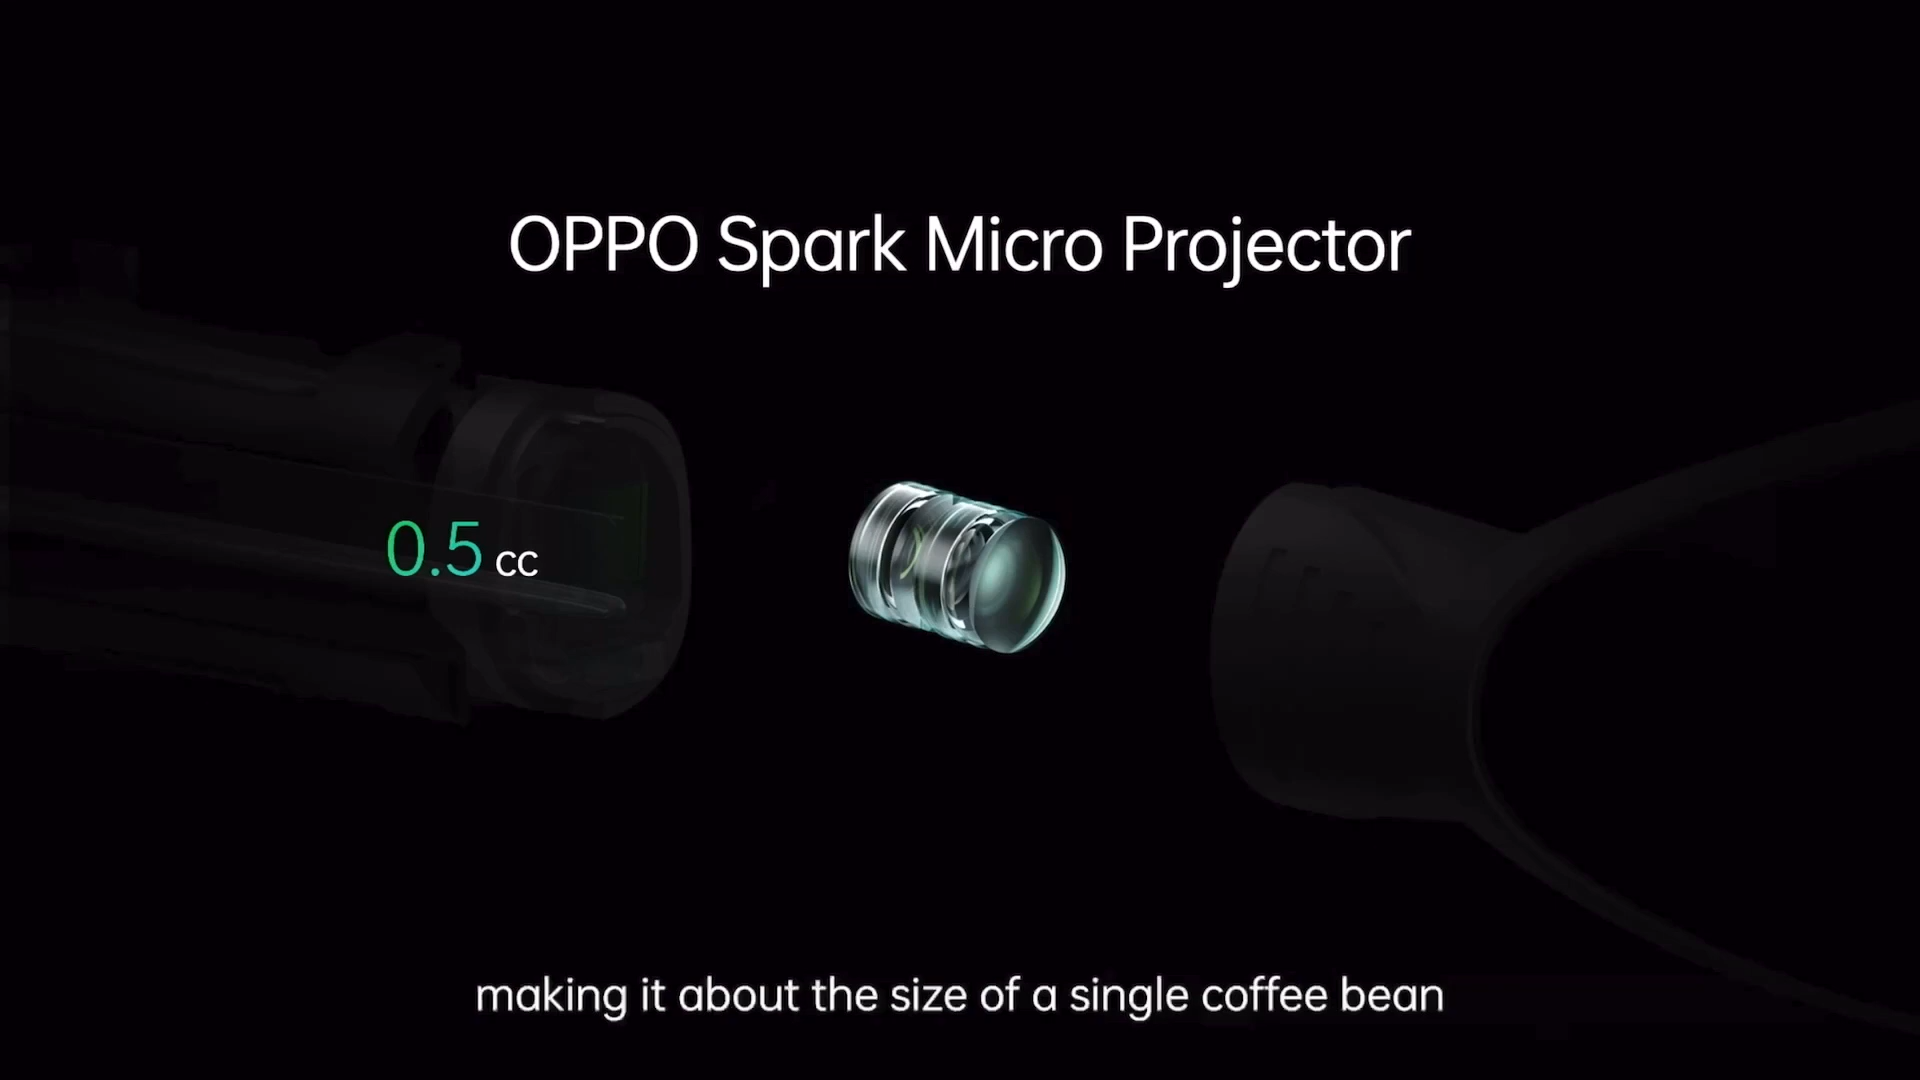 OPPO Spark Micro Projector
0.5 cc
making it about the size of a single coffee bean